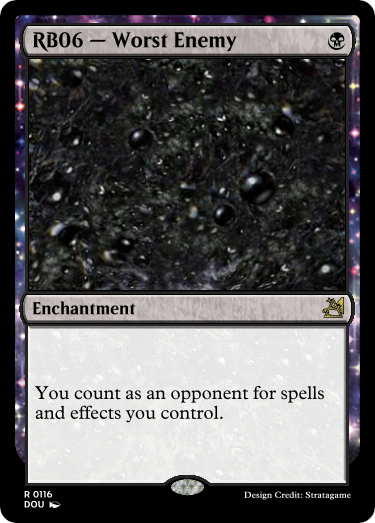 RB06 — Worst Enemy
Enchantment
You count as an opponent for spells
and effects you control.
R 0116
DOU
Design Credit: Stratagame